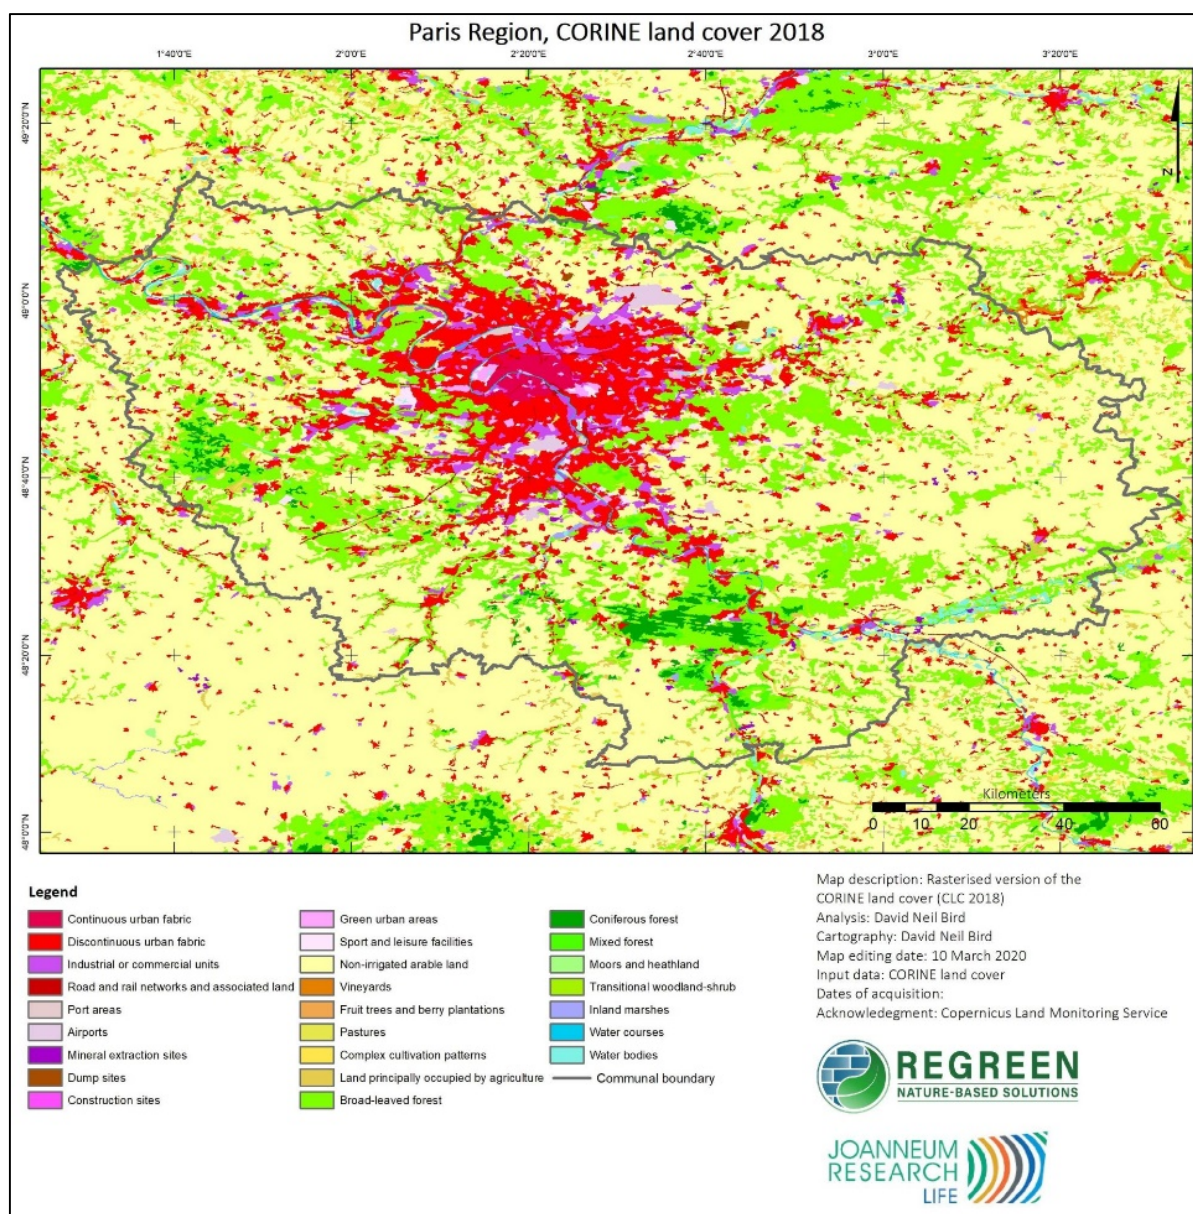 Paris Region, CORINE land cover 2018
1°40'0"E 2°0'0"E 2°20'0"E 2°40'0"E 3°0'0"E 3°20'0"E
49°20'0"N
49°0'0"N
48°40'0"N
48°20'0"N
48°0'0"N
N
Kilometers
0 10 20 40 60
Legend
Continuous urban fabric
Discontinuous urban fabric
Industrial or commercial units
Road and rail networks and associated land
Port areas
Airports
Mineral extraction sites
Dump sites
Construction sites
Green urban areas
Sport and leisure facilities
Non-irrigated arable land
Vineyards
Fruit trees and berry plantations
Pastures
Complex cultivation patterns
Land principally occupied by agriculture
Broad-leaved forest
Coniferous forest
Mixed forest
Moors and heathland
Transitional woodland-shrub
Inland marshes
Water courses
Water bodies
Communal boundary
Map description: Rasterised version of the
CORINE land cover (CLC 2018)
Analysis: David Neil Bird
Cartography: David Neil Bird
Map editing date: 10 March 2020
Input data: CORINE land cover
Dates of acquisition:
Acknowledegment: Copernicus Land Monitoring Service
REGREEN
NATURE-BASED SOLUTIONS
JOANNEUM
RESEARCH
LIFE